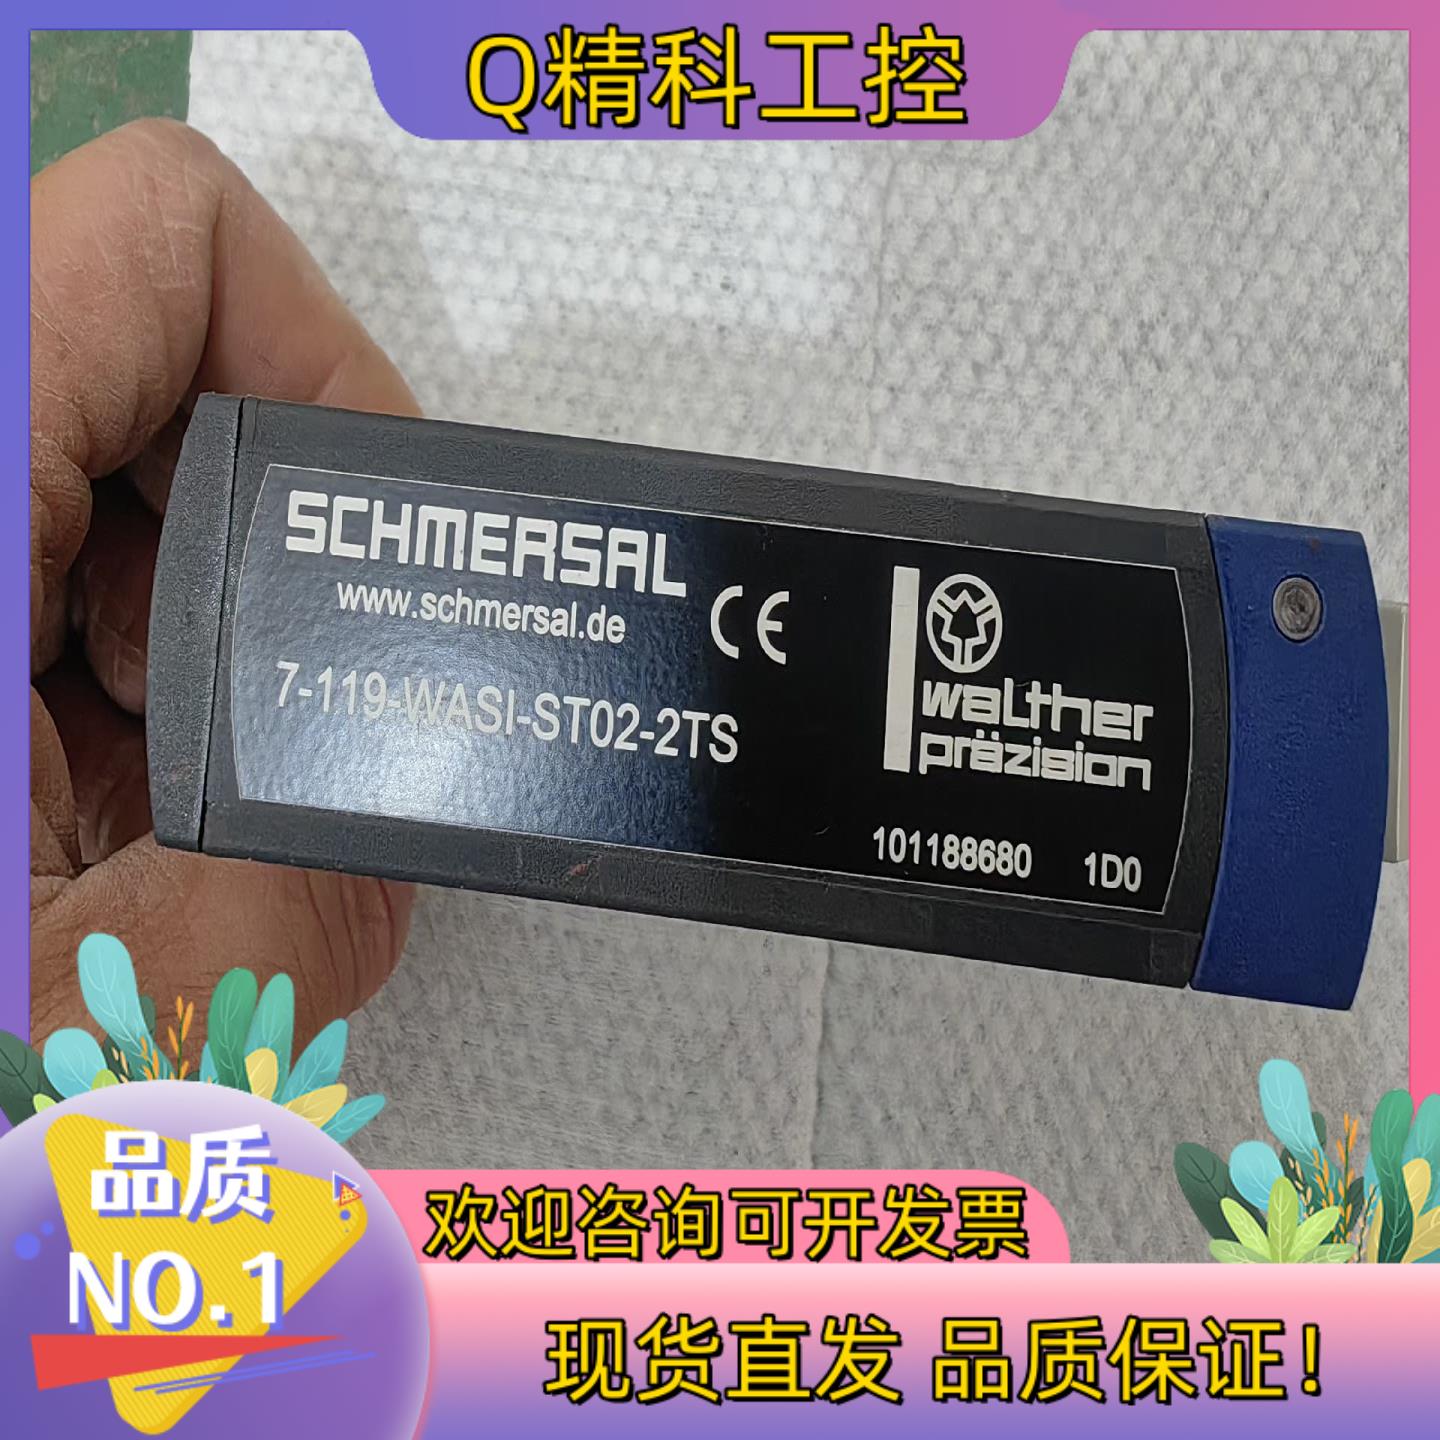 Q精科工控
SCHMERSAL
www.schmersal.de
CE
7-119-WASI-ST02-2TS
walther
präzision
101188680 1D0
品质
NO.1
欢迎咨询可开发票
现货直发 品质保证!